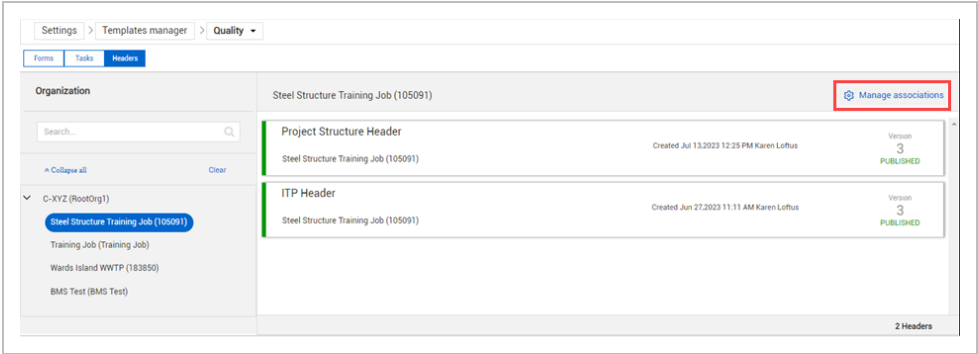 Settings > Templates manager > Quality
Forms Tasks Headers
Organization
Search...
Collapse all Clear
C-XYZ (RootOrg1)
Steel Structure Training Job (105091)
Training Job (Training Job)
Wards Island WWTP (183850)
BMS Test (BMS Test)
Steel Structure Training Job (105091)
Manage associations
Project Structure Header
Steel Structure Training Job (105091)
Created Jul 13,2023 12:25 PM Karen Loftus
Version
3
PUBLISHED
ITP Header
Steel Structure Training Job (105091)
Created Jun 27,2023 11:11 AM Karen Loftus
Version
3
PUBLISHED
2 Headers